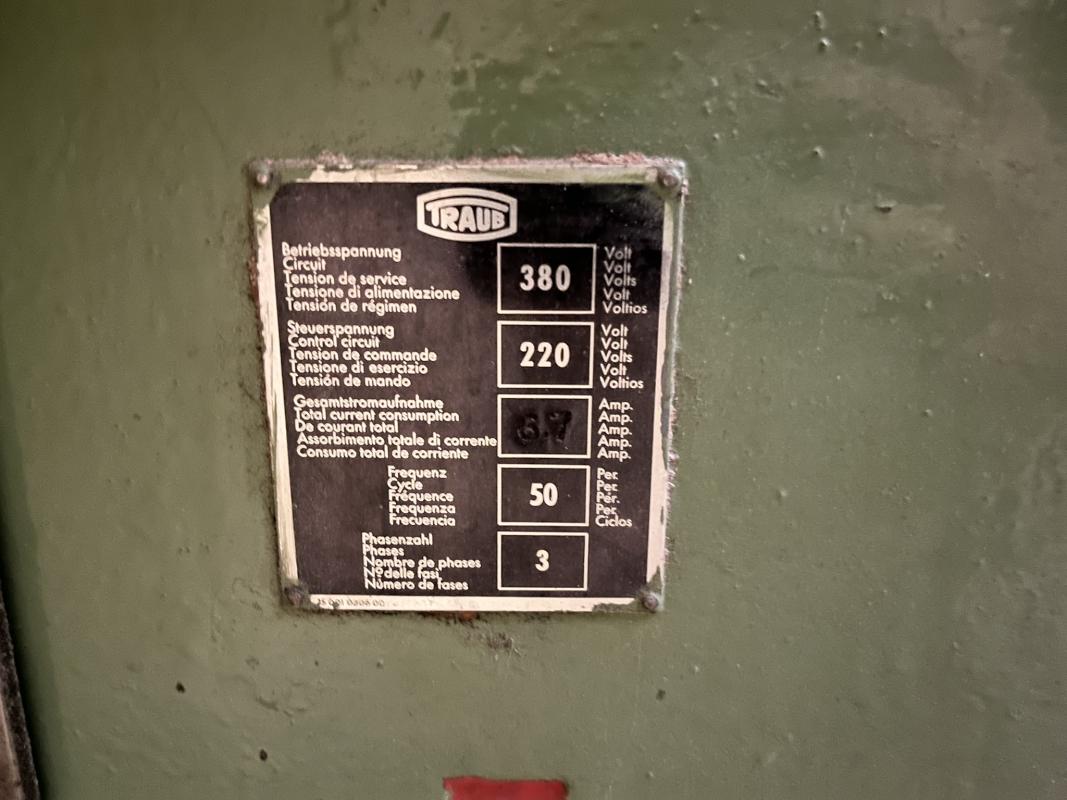 TRAUB
Betriebsspannung Volt
Circuit Volt
Tension de service 380 Volts
Tensione di alimentazione Volt
Tensión de régimen Voltios
Steuerspannung Volt
Control circuit Volt
Tension de commande 220 Volts
Tensione di esercizio Volt
Tensión de mando Voltios
Gesamtstromaufnahme Amp.
Total current consumption Amp.
De courant total Amp.
Assorbimento totale di corrente Amp.
Consumo total de corriente Amp.
Frequenz Per.
Cycle Per.
Fréquence 50 Pér.
Frequenza Per.
Frecuencia Ciclos
Phasenzahl
Phases
Nombre de phases 3
Nº delle fasi
Número de fases